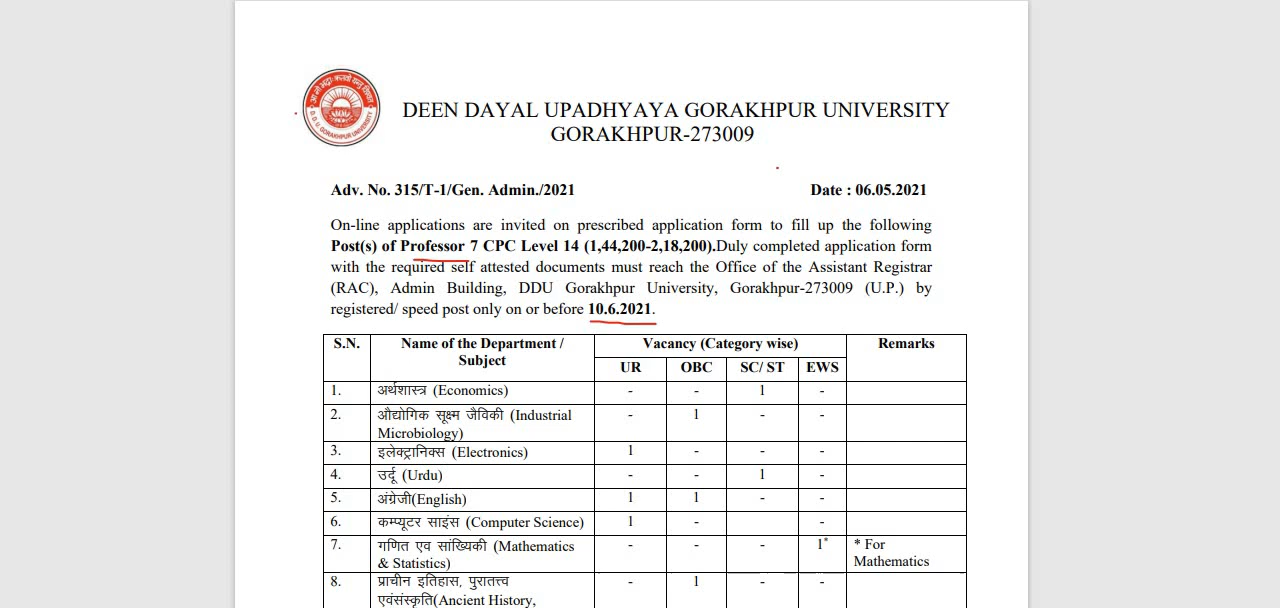 DEEN DAYAL UPADHYAYA GORAKHPUR UNIVERSITY
GORAKHPUR-273009
Adv. No. 315/T-1/Gen. Admin./2021 Date : 06.05.2021
On-line applications are invited on prescribed application form to fill up the following
Post(s) of Professor 7 CPC Level 14 (1,44,200-2,18,200).Duly completed application form
with the required self attested documents must reach the Office of the Assistant Registrar
(RAC), Admin Building, DDU Gorakhpur University, Gorakhpur-273009 (U.P.) by
registered/ speed post only on or before 10.6.2021.
S.N. Name of the Department / Vacancy (Category wise) Remarks
Subject
UR OBC SC/ ST EWS
1. अर्थशास्त्र (Economics) - - 1 -
2. औद्योगिक सूक्ष्म जैविकी (Industrial - 1 - -
Microbiology)
3. इलेक्ट्रानिक्स (Electronics) 1 - - -
4. उर्दू (Urdu) - - 1 -
5. अंग्रेजी(English) 1 1 - -
6. कम्प्यूटर साइंस (Computer Science) 1 - -
7. गणित एव सांख्यिकी (Mathematics - - - 1* * For
& Statistics) Mathematics
8. प्राचीन इतिहास, पुरातत्त्व - 1 - -
एवंसंस्कृति(Ancient History,